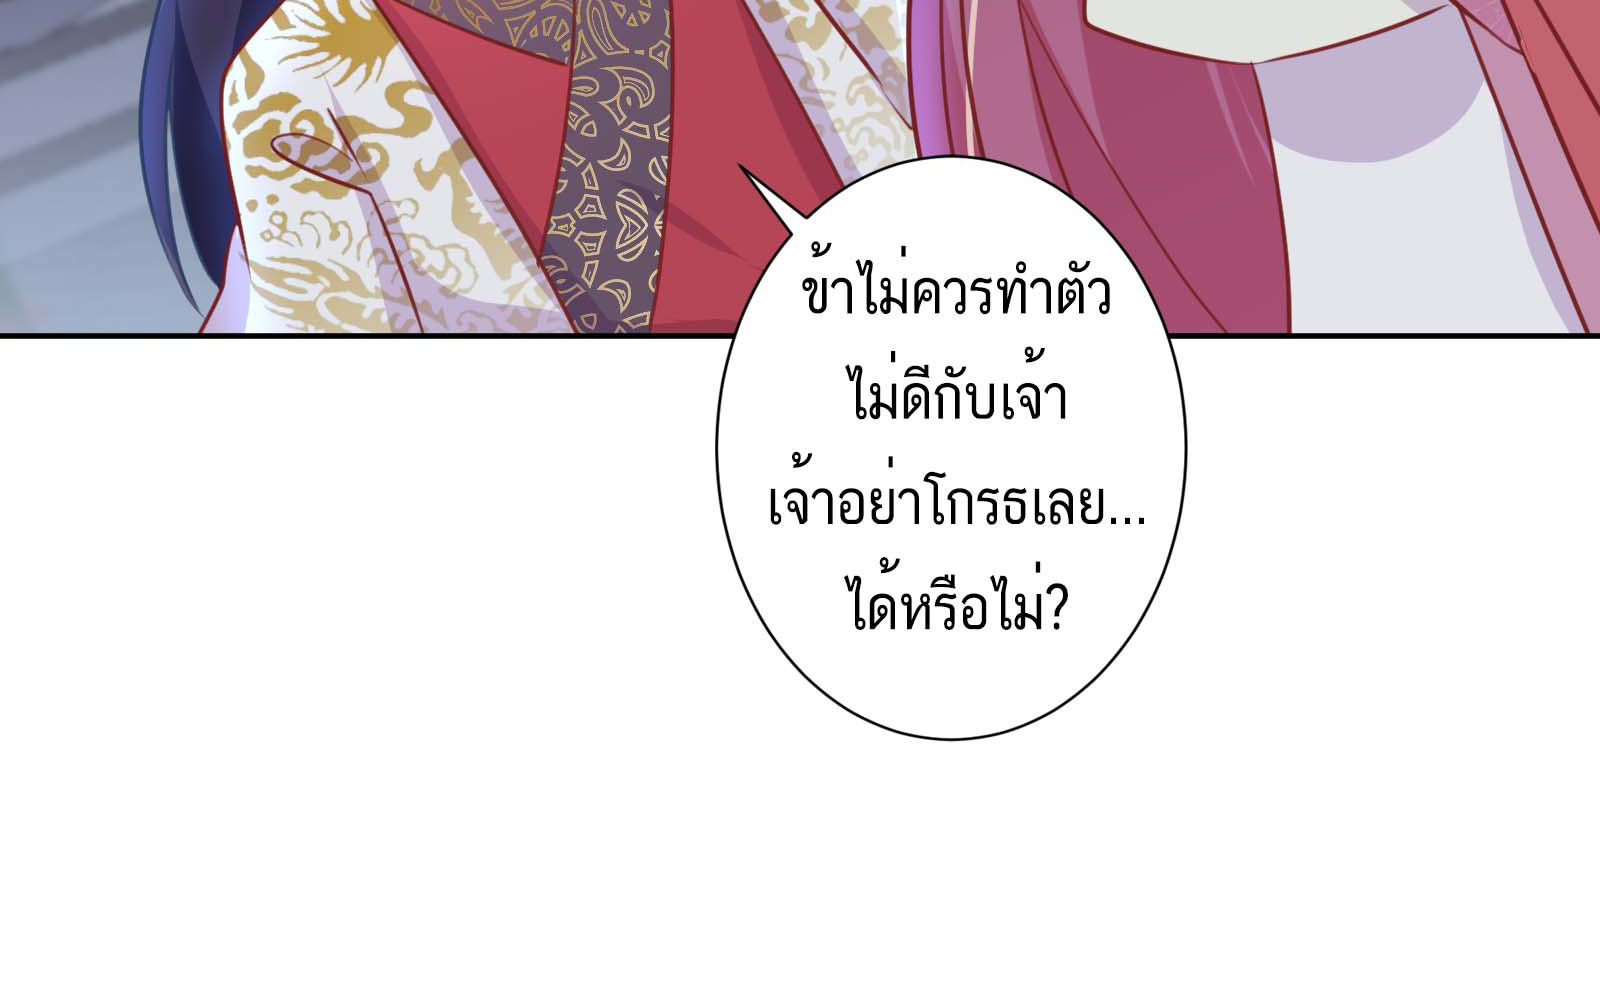 ข้าไม่ควรทำตัว
ไม่ดีกับเจ้า
เจ้าอย่าโกรธเลย...
ได้หรือไม่?